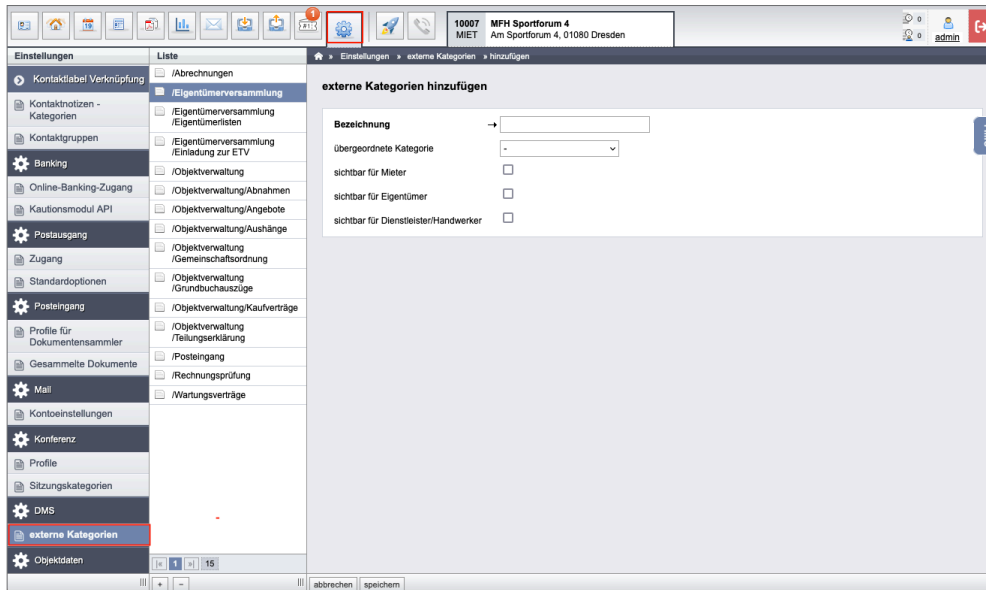 19
A1
1
10007 MFH Sportforum 4
MIET Am Sportforum 4, 01080 Dresden
0
0
admin
Einstellungen
Kontaktlabel Verknüpfung
Kontaktnotizen -
Kategorien
Kontaktgruppen
Banking
Online-Banking-Zugang
Kautionsmodul API
Postausgang
Zugang
Standardoptionen
Posteingang
Profile für
Dokumentensammler
Gesammelte Dokumente
Mail
Kontoeinstellungen
Konferenz
Profile
Sitzungskategorien
DMS
externe Kategorien
Objektdaten
Liste
/Abrechnungen
/Eigentümerversammlung
/Eigentümerversammlung
/Eigentümerlisten
/Eigentümerversammlung
/Einladung zur ETV
/Objektverwaltung
/Objektverwaltung/Abnahmen
/Objektverwaltung/Angebote
/Objektverwaltung/Aushänge
/Objektverwaltung
/Gemeinschaftsordnung
/Objektverwaltung
/Grundbuchauszüge
/Objektverwaltung/Kaufverträge
/Objektverwaltung
/Teilungserklärung
/Posteingang
/Rechnungsprüfung
/Wartungsverträge
1 15
+ -
» Einstellungen » externe Kategorien » hinzufügen
externe Kategorien hinzufügen
Bezeichnung
übergeordnete Kategorie -
sichtbar für Mieter
sichtbar für Eigentümer
sichtbar für Dienstleister/Handwerker
abbrechen speichern